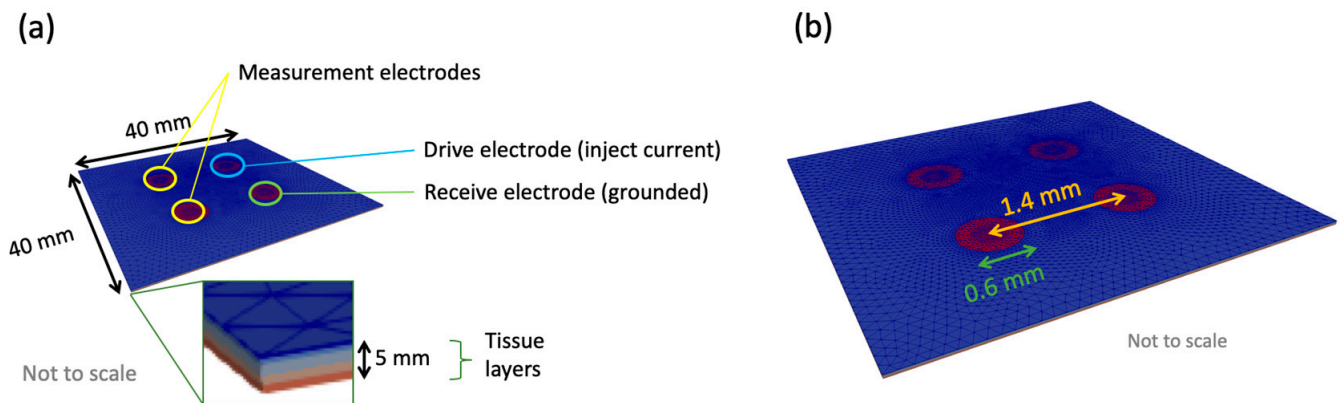 (a)
Measurement electrodes
40 mm
Drive electrode (inject current)
Receive electrode (grounded)
40 mm
5 mm
Tissue
layers
Not to scale
(b)
1.4 mm
0.6 mm
Not to scale